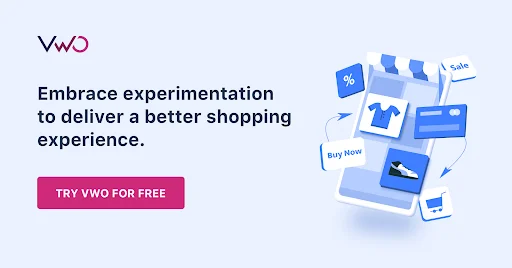 VWO
Embrace experimentation
to deliver a better shopping
experience.
TRY VWO FOR FREE
%
Sale
Buy Now